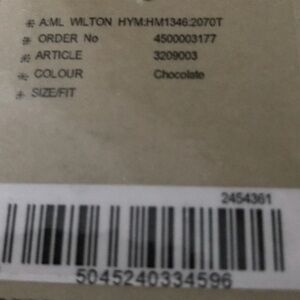 * A:ML WILTON HYM:HM1346:2070T
* ORDER No 4500003177
* ARTICLE 3209003
* COLOUR Chocolate
* SIZE/FIT
2454361
5045240334596